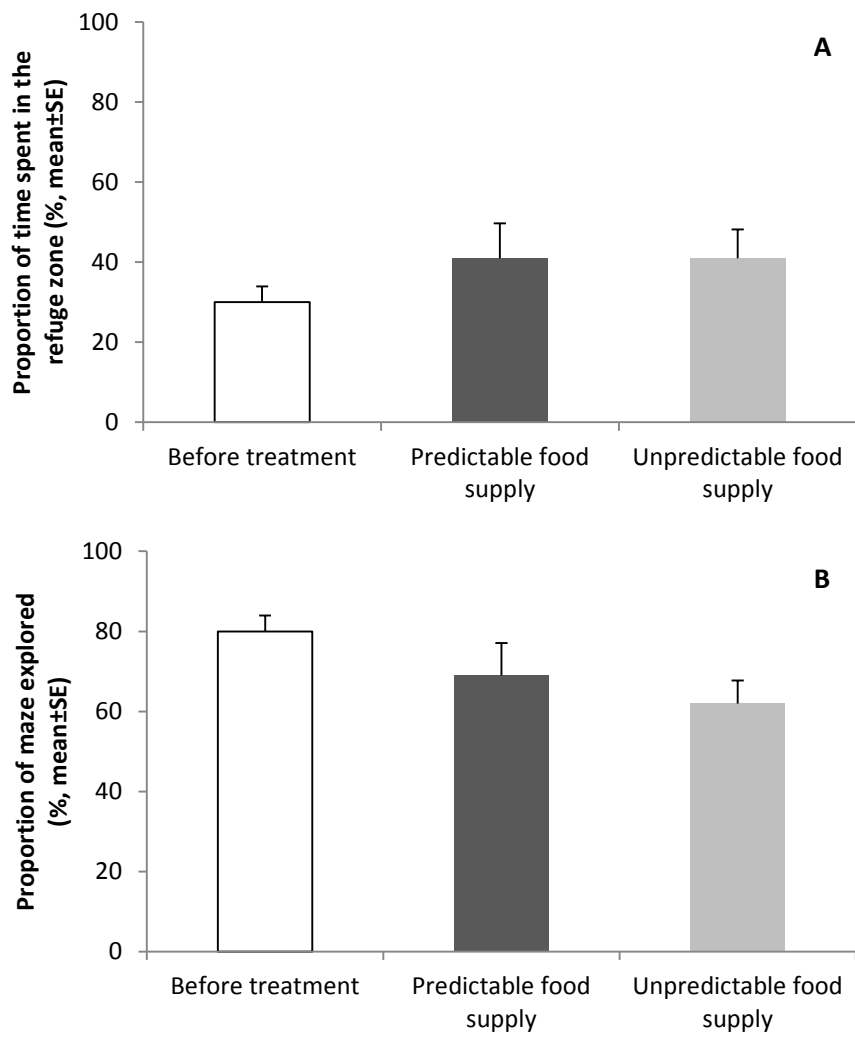 Proportion of time spent in the
refuge zone (%, mean±SE)
100
80
60
40
20
0
A
Before treatment
Predictable food
supply
Unpredictable food
supply
Proportion of maze explored
(%, mean±SE)
100
80
60
40
20
0
B
Before treatment
Predictable food
supply
Unpredictable food
supply